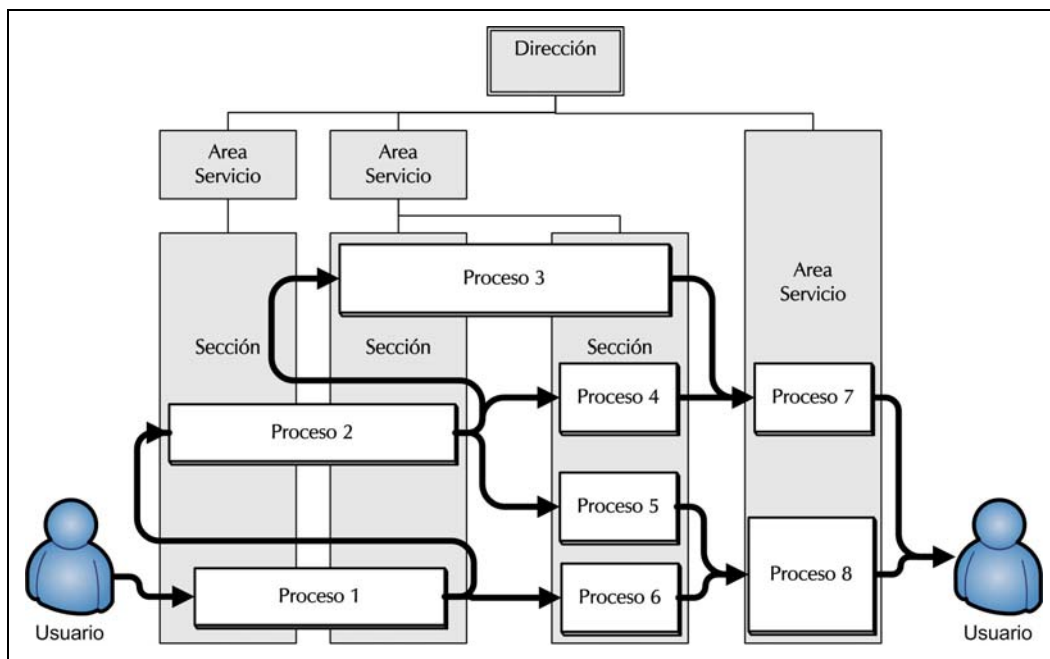 Dirección
Area
Servicio
Area
Servicio
Area
Servicio
Proceso 3
Sección
Sección
Sección
Proceso 4
Proceso 7
Proceso 2
Proceso 5
Proceso 8
Proceso 1
Proceso 6
Usuario
Usuario